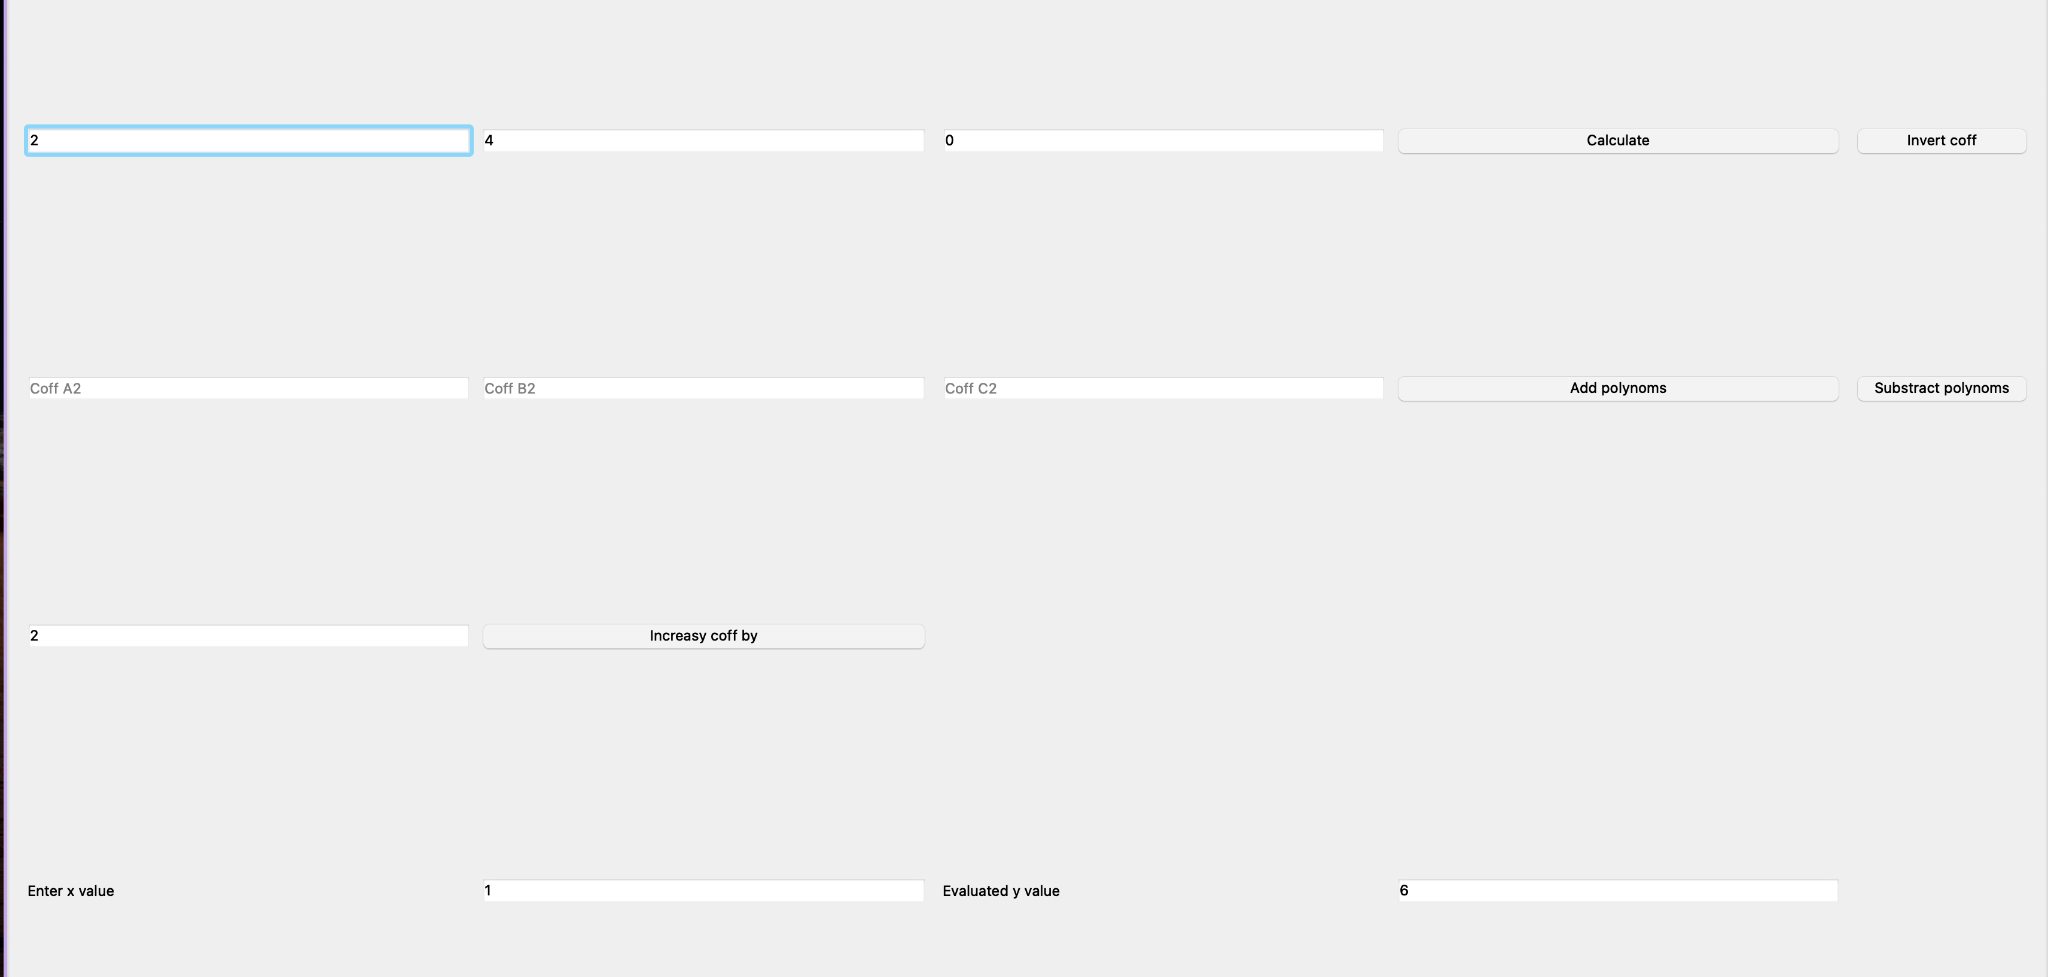 2 4 0 Calculate Invert coff
Coff A2 Coff B2 Coff C2 Add polynoms Substract polynoms
2 Increasy coff by
Enter x value 1 Evaluated y value 6